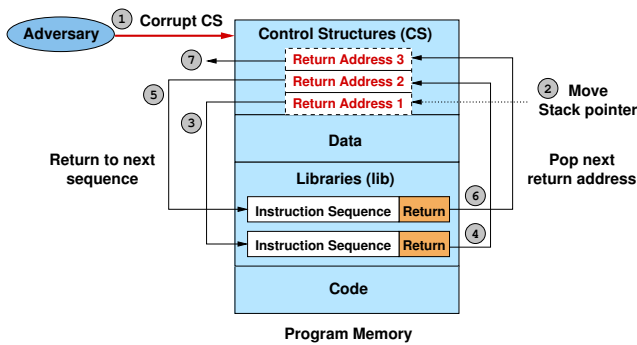 Adversary
1
Corrupt CS
Control Structures (CS)
7
Return Address 3
5
Return Address 2
2
Move
Stack pointer
3
Return Address 1
Data
Return to next
sequence
Pop next
return address
Libraries (lib)
Instruction Sequence
Return
6
Instruction Sequence
Return
4
Code
Program Memory